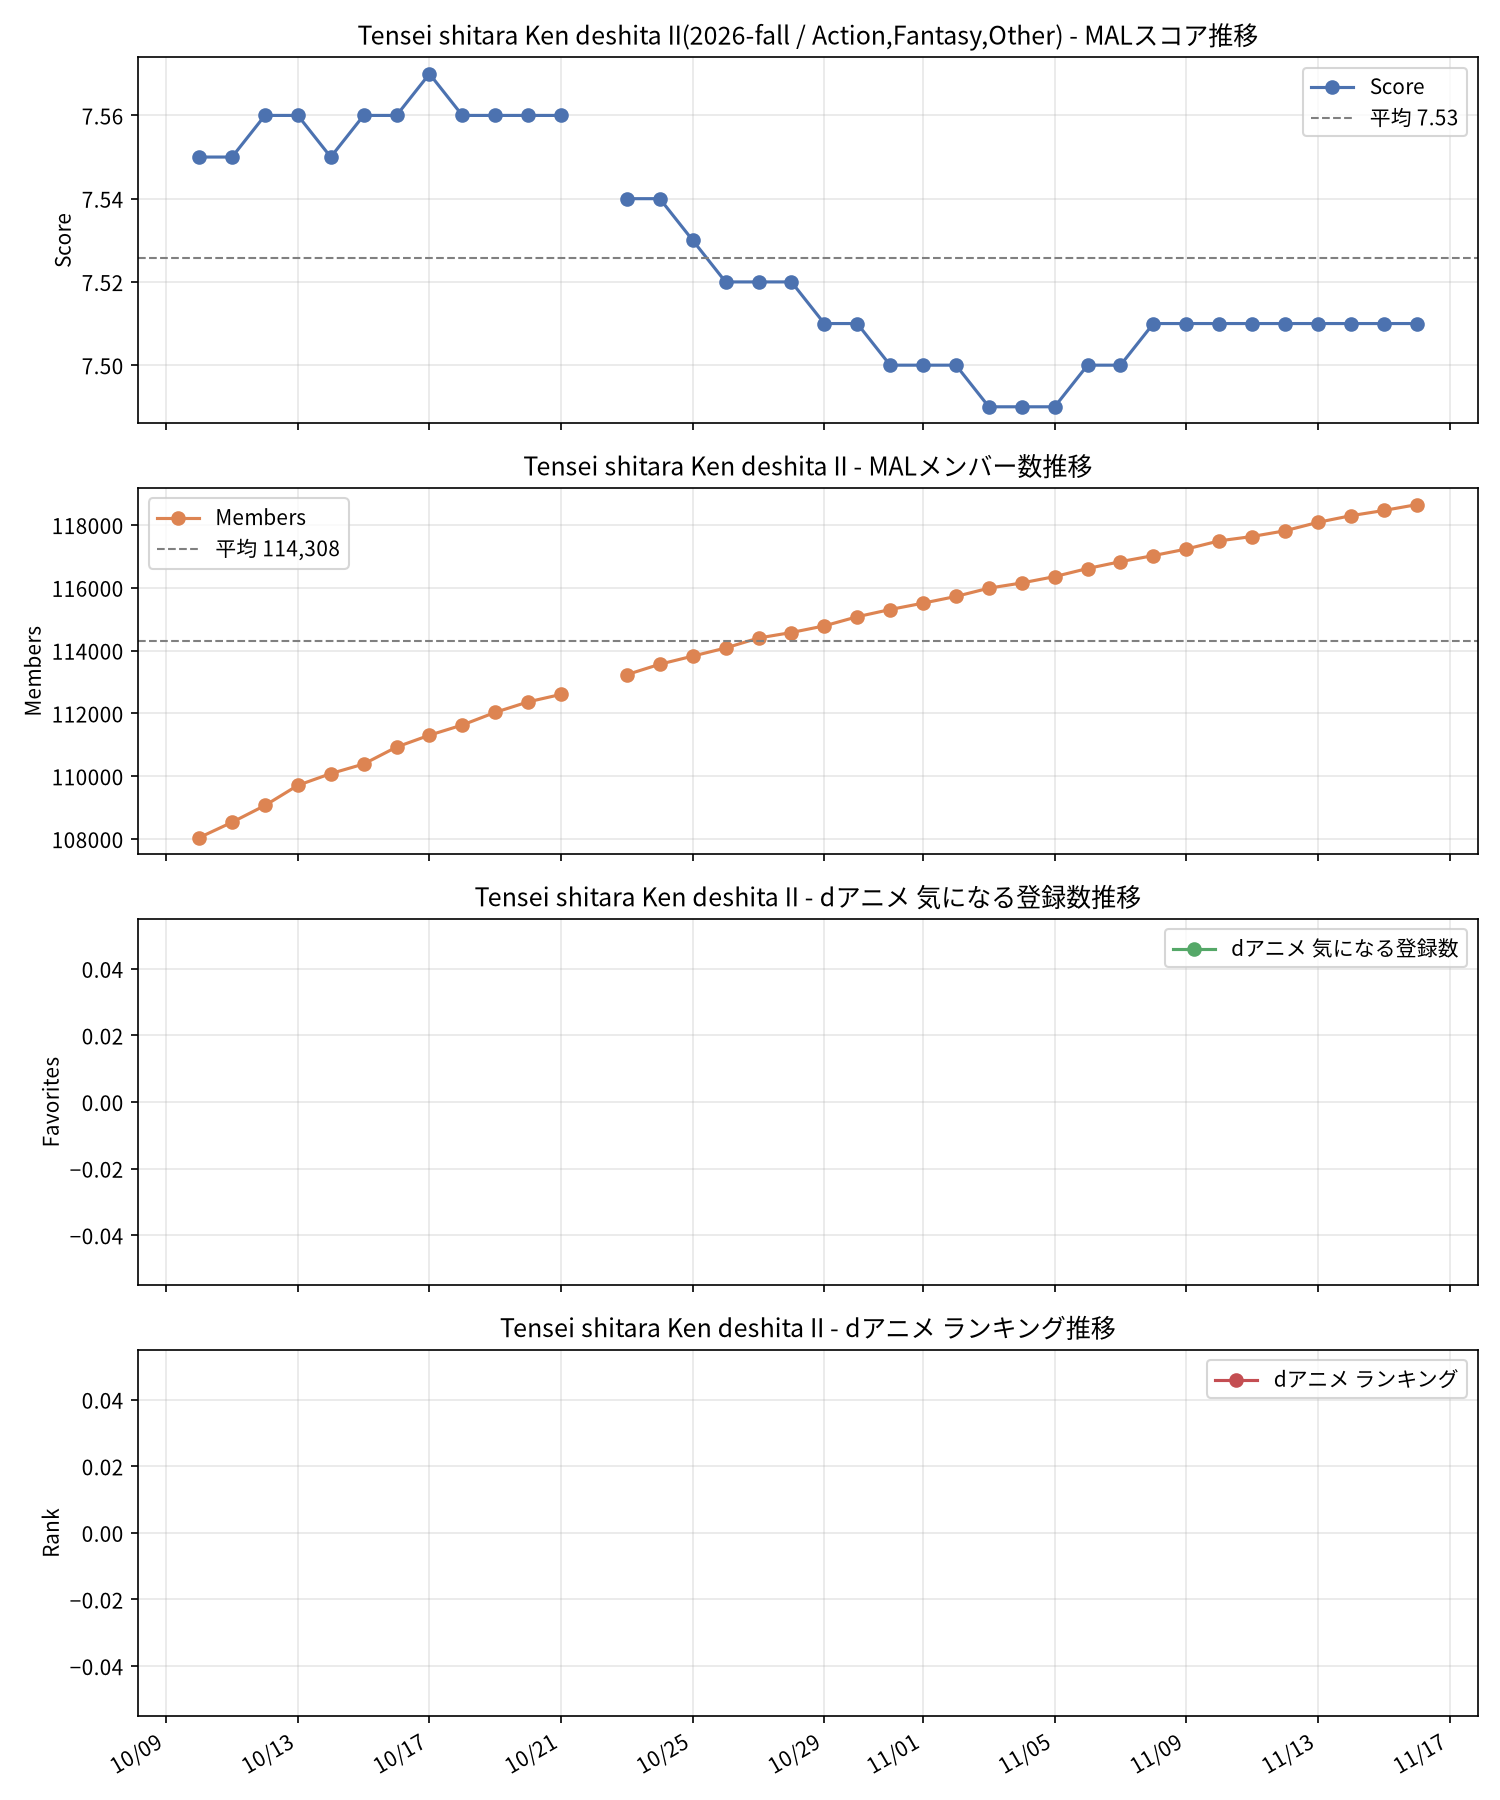 Tensei shitara Ken deshita II(2026-fall / Action,Fantasy,Other) - MALスコア推移
Score
7.56
7.54
7.52
7.50
Score
平均 7.53
Tensei shitara Ken deshita II - MALメンバー数推移
Members
118000
116000
114000
112000
110000
108000
Members
平均 114,308
Tensei shitara Ken deshita II - dアニメ 気になる登録数推移
Favorites
0.04
0.02
0.00
−0.02
−0.04
dアニメ 気になる登録数
Tensei shitara Ken deshita II - dアニメ ランキング推移
Rank
0.04
0.02
0.00
−0.02
−0.04
dアニメ ランキング
10/09
10/13
10/17
10/21
10/25
10/29
11/01
11/05
11/09
11/13
11/17